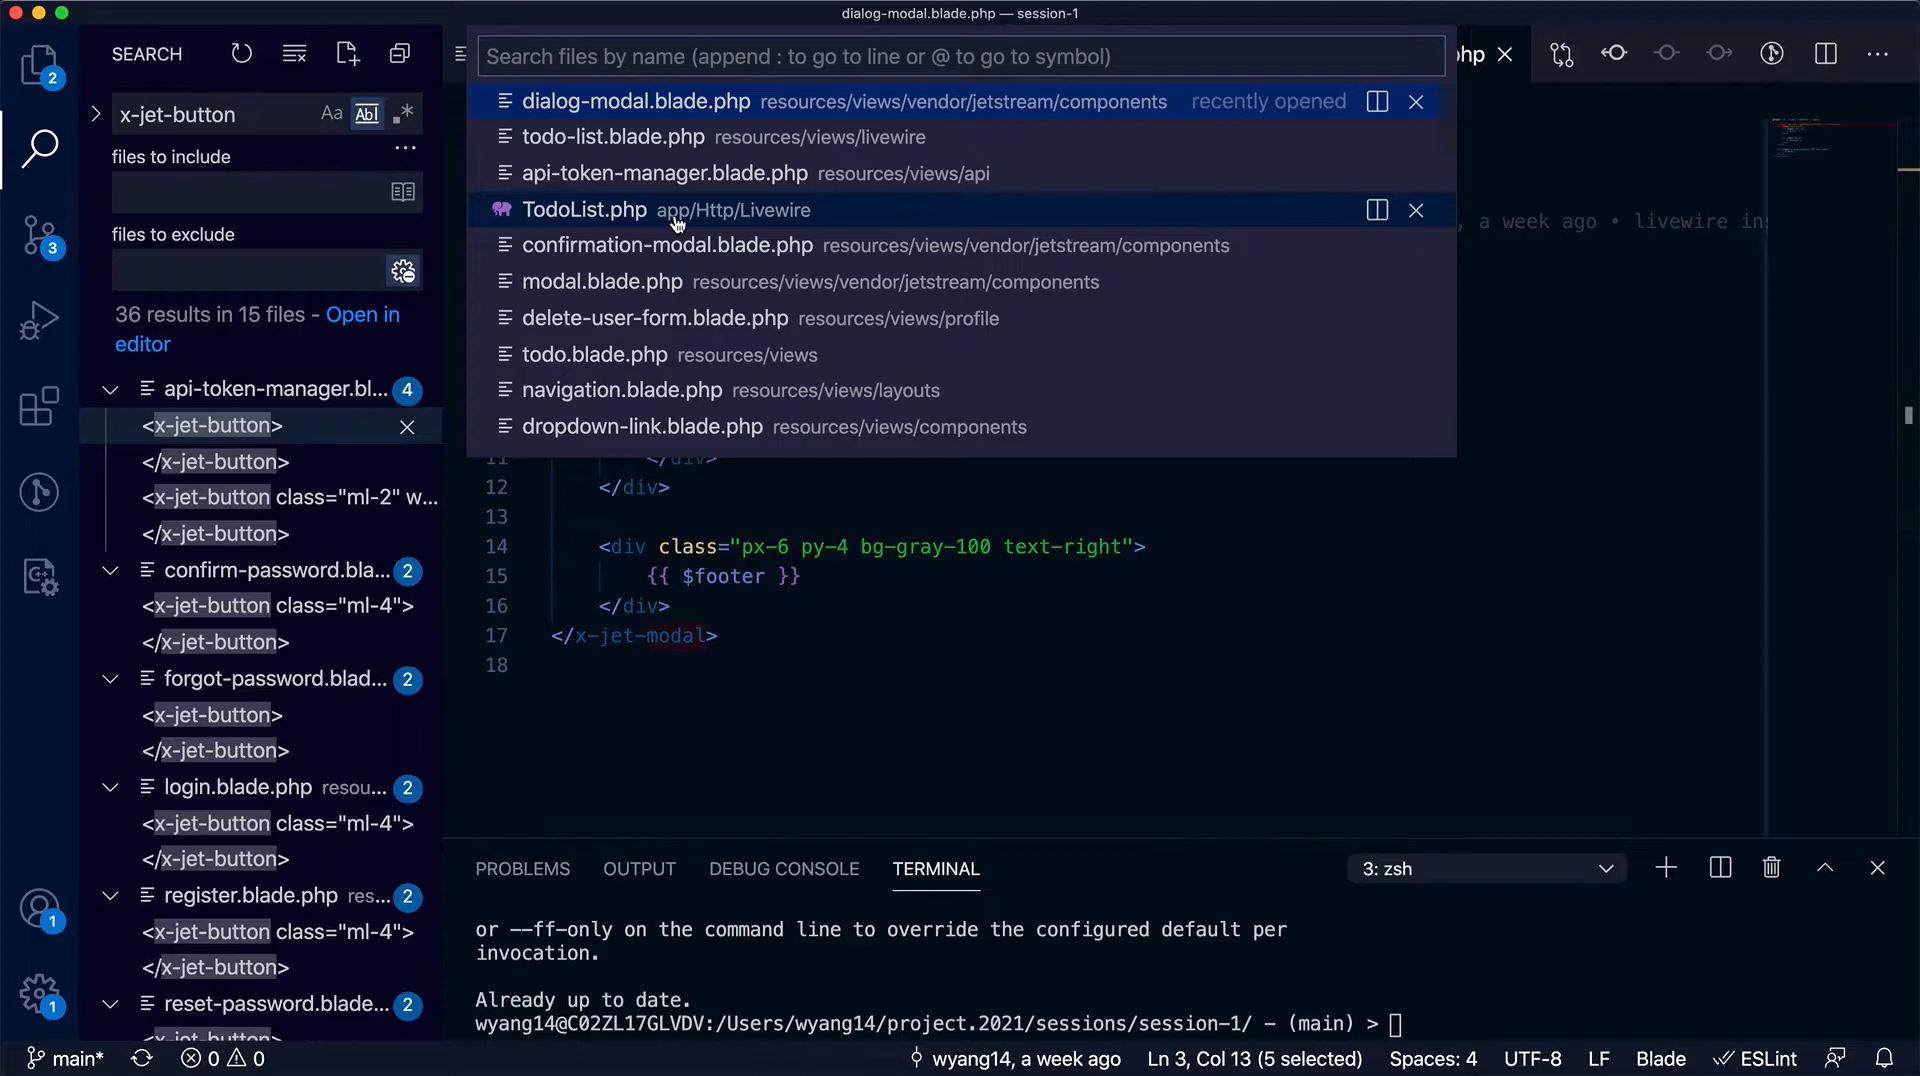 dialog-modal.blade.php — session-1
SEARCH
x-jet-button
Aa
Abl
.*
files to include
files to exclude
36 results in 15 files - Open in
editor
api-token-manager.bl... 4
<x-jet-button>
</x-jet-button>
<x-jet-button class="ml-2" w...
</x-jet-button>
confirm-password.bla... 2
<x-jet-button class="ml-4">
</x-jet-button>
forgot-password.blad... 2
<x-jet-button>
</x-jet-button>
login.blade.php resou... 2
<x-jet-button class="ml-4">
</x-jet-button>
register.blade.php res... 2
<x-jet-button class="ml-4">
</x-jet-button>
reset-password.blade... 2
<x-jet-button>
2
3
1
1
Search files by name (append : to go to line or @ to go to symbol)
hp
dialog-modal.blade.php resources/views/vendor/jetstream/components recently opened
todo-list.blade.php resources/views/livewire
api-token-manager.blade.php resources/views/api
TodoList.php app/Http/Livewire
confirmation-modal.blade.php resources/views/vendor/jetstream/components
modal.blade.php resources/views/vendor/jetstream/components
delete-user-form.blade.php resources/views/profile
todo.blade.php resources/views
navigation.blade.php resources/views/layouts
dropdown-link.blade.php resources/views/components
, a week ago • livewire ins
11 </div>
12 </div>
13
14 <div class="px-6 py-4 bg-gray-100 text-right">
15 {{ $footer }}
16 </div>
17 </x-jet-modal>
18
PROBLEMS OUTPUT DEBUG CONSOLE TERMINAL 3: zsh
or --ff-only on the command line to override the configured default per
invocation.
Already up to date.
wyang14@C02ZL17GLVDV:/Users/wyang14/project.2021/sessions/session-1/ - (main) >
main* 0 0 wyang14, a week ago Ln 3, Col 13 (5 selected) Spaces: 4 UTF-8 LF Blade ESLint